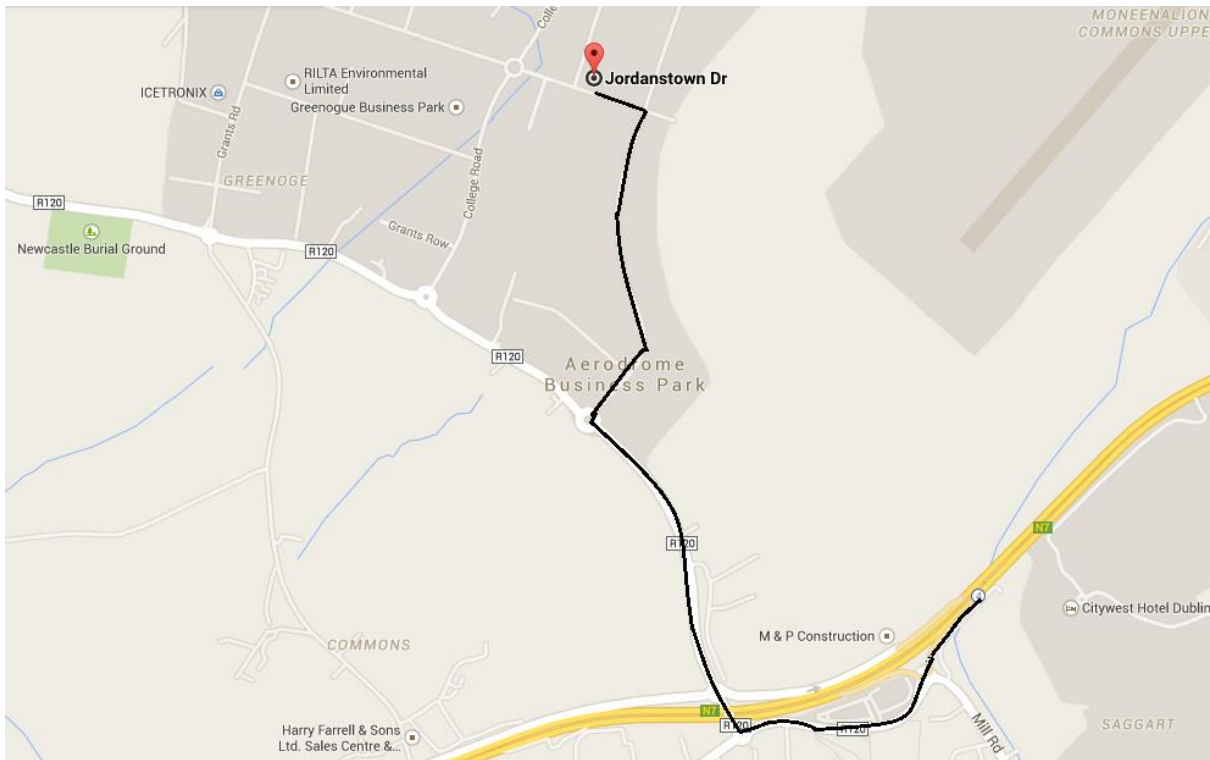 MONEENALION
COMMONS UPPE
Colle
Jordanstown Dr
RILTA Environmental
Limited
ICETRONIX
Greenogue Business Park
Grants Rd
College Road
GREENOGE
R120
Grants Row
Newcastle Burial Ground
R120
R120
Aerodrome
Business Park
N7
R120
4
Citywest Hotel Dublin
M & P Construction
COMMONS
N7
R120
R120
Mill Rd
SAGGART
Harry Farrell & Sons
Ltd. Sales Centre &...